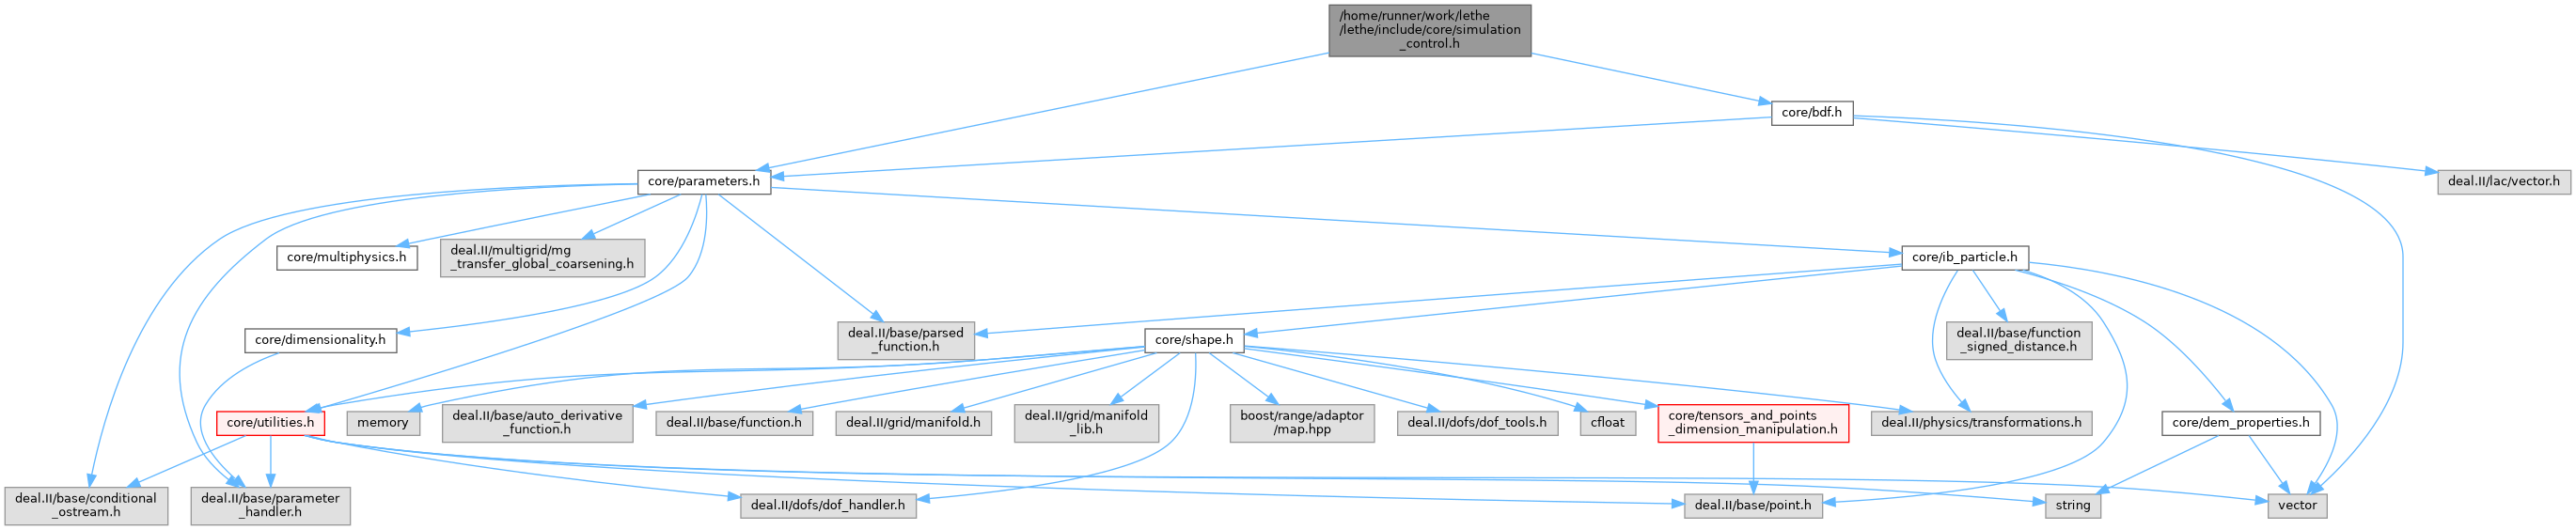 /home/runner/work/lethe
/lethe/include/core/simulation
_control.h
core/bdf.h
core/parameters.h
deal.II/lac/vector.h
core/multiphysics.h
deal.II/multigrid/mg
_transfer_global_coarsening.h
core/ib_particle.h
core/dimensionality.h
deal.II/base/parsed
_function.h
core/shape.h
deal.II/base/function
_signed_distance.h
core/utilities.h
memory
deal.II/base/auto_derivative
_function.h
deal.II/base/function.h
deal.II/grid/manifold.h
deal.II/grid/manifold
_lib.h
boost/range/adaptor
/map.hpp
deal.II/dofs/dof_tools.h
cfloat
core/tensors_and_points
_dimension_manipulation.h
deal.II/physics/transformations.h
core/dem_properties.h
deal.II/base/conditional
_ostream.h
deal.II/base/parameter
_handler.h
deal.II/dofs/dof_handler.h
deal.II/base/point.h
string
vector